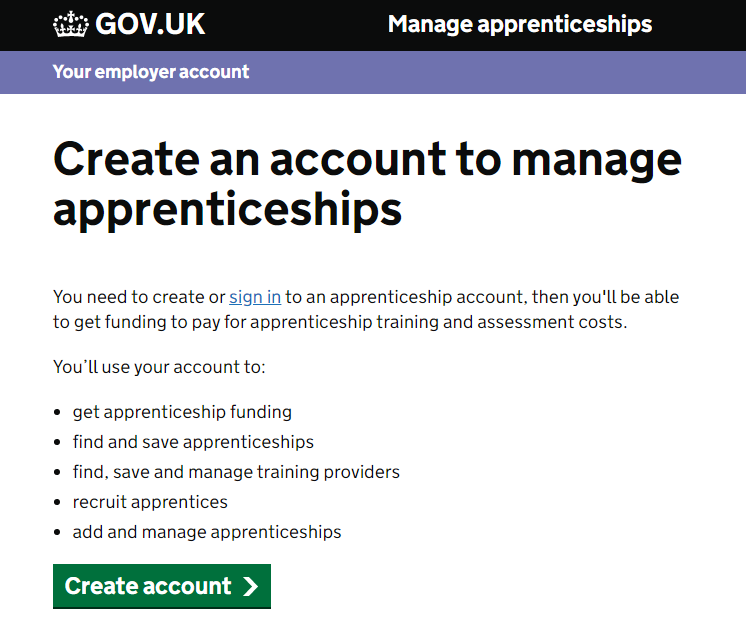 GOV.UK
Manage apprenticeships
Your employer account
Create an account to manage
apprenticeships
You need to create or sign in to an apprenticeship account, then you'll be able
to get funding to pay for apprenticeship training and assessment costs.
You’ll use your account to:
• get apprenticeship funding
• find and save apprenticeships
• find, save and manage training providers
• recruit apprentices
• add and manage apprenticeships
Create account